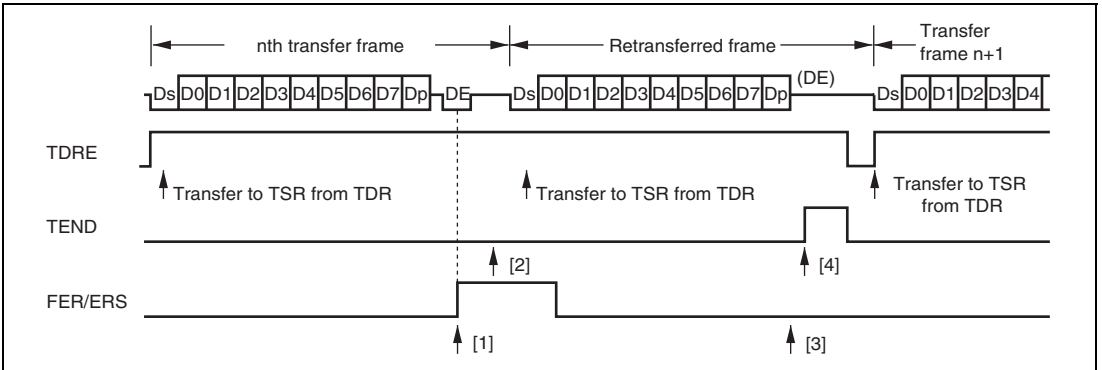 nth transfer frame
Retransferred frame
Transfer
frame n+1
Ds D0 D1 D2 D3 D4 D5 D6 D7 Dp DE
Ds D0 D1 D2 D3 D4 D5 D6 D7 Dp (DE)
Ds D0 D1 D2 D3 D4
TDRE
Transfer to TSR from TDR
Transfer to TSR from TDR
Transfer to TSR
from TDR
TEND
[2]
[4]
FER/ERS
[1]
[3]